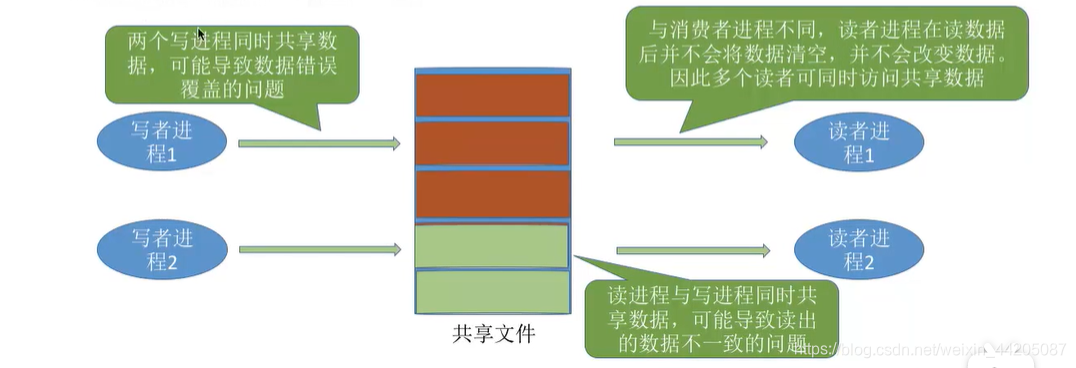 两个写进程同时共享数
据，可能导致数据错误
覆盖的问题
与消费者进程不同，读者进程在读数据
后并不会将数据清空，并不会改变数据。
因此多个读者可同时访问共享数据
写者进
程1
读者进
程1
写者进
程2
读者进
程2
读进程与写进程同时共
享数据，可能导致读出
的数据不一致的问题
共享文件
https://blog.csdn.net/weixin_44205087